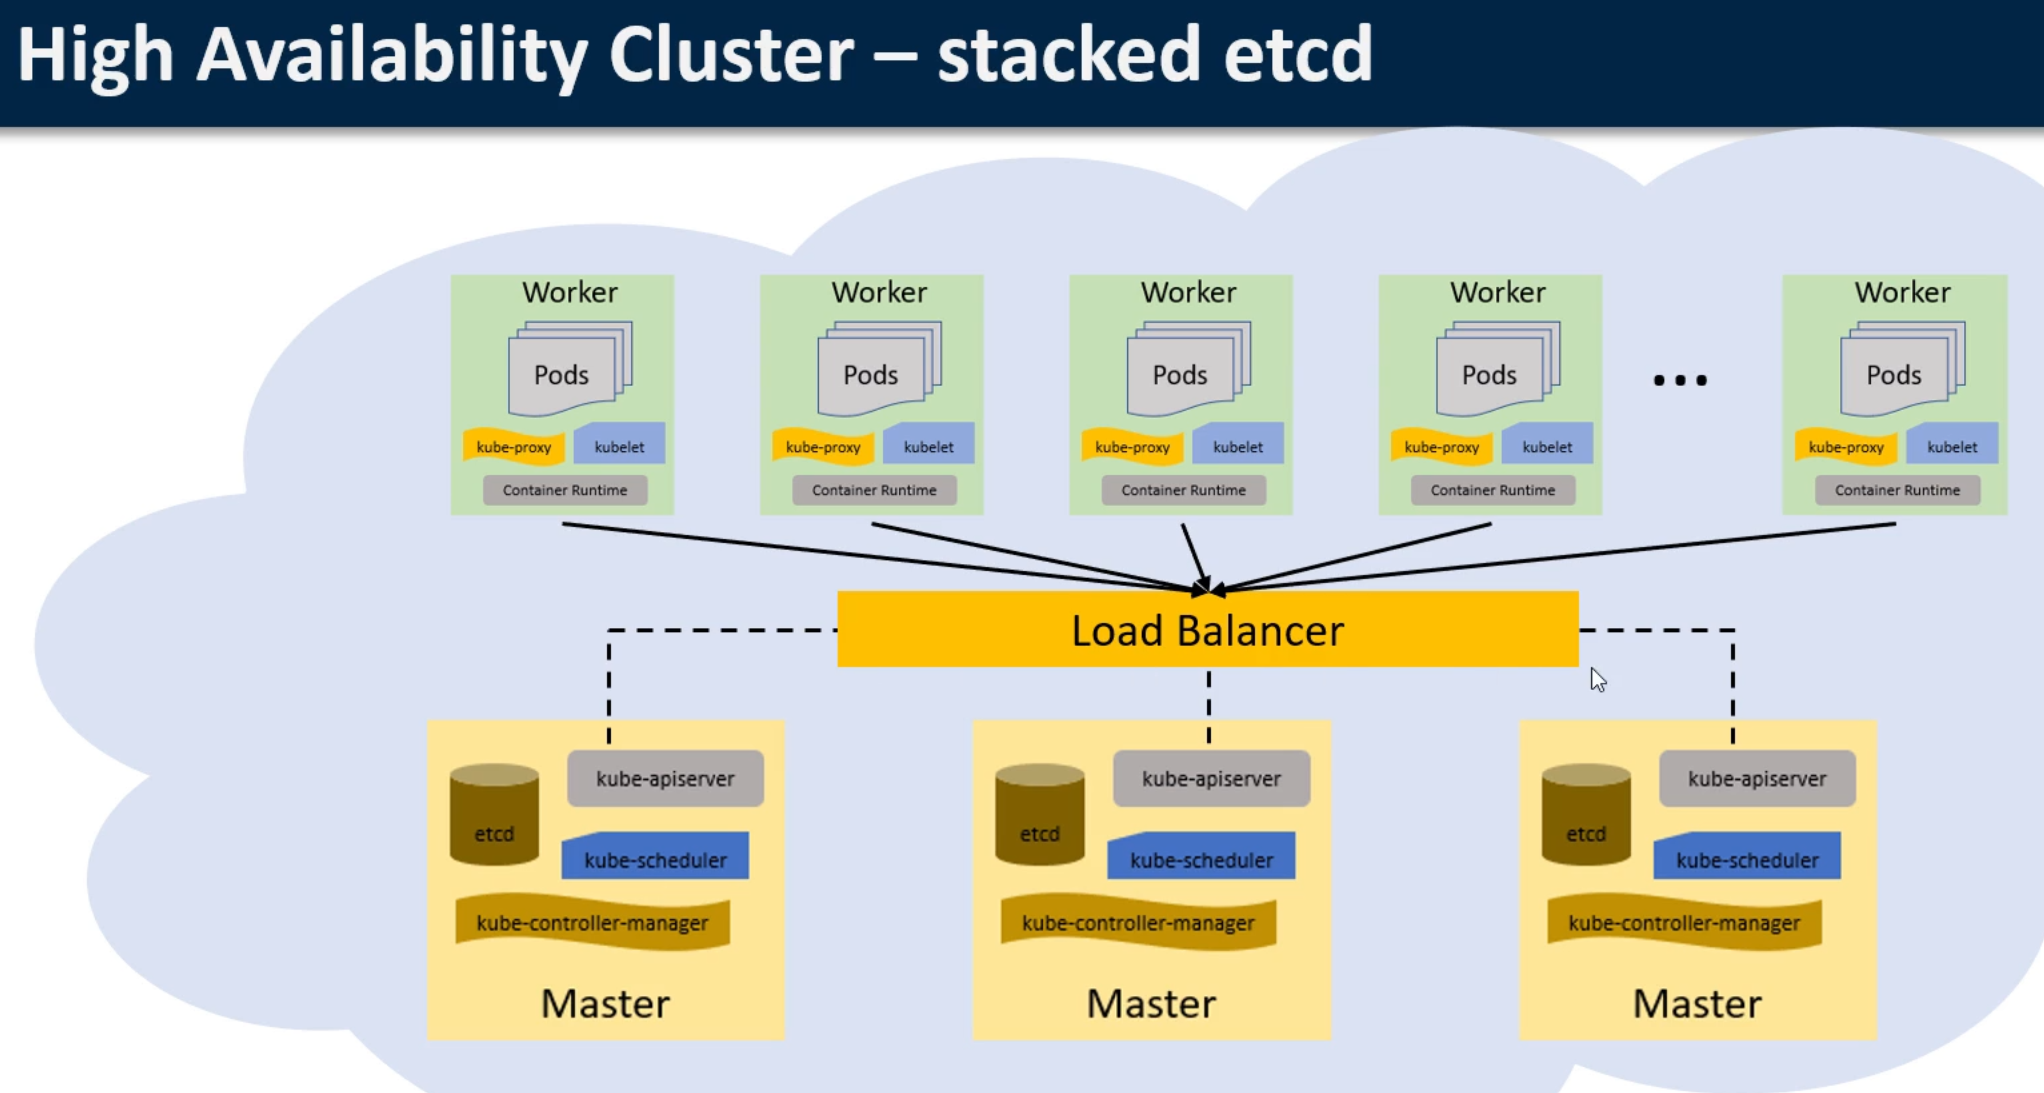 High Availability Cluster – stacked etcd
Worker
Pods
kube-proxy
kubelet
Container Runtime
Worker
Pods
kube-proxy
kubelet
Container Runtime
Worker
Pods
kube-proxy
kubelet
Container Runtime
Worker
Pods
kube-proxy
kubelet
Container Runtime
...
Worker
Pods
kube-proxy
kubelet
Container Runtime
Load Balancer
kube-apiserver
etcd
kube-scheduler
kube-controller-manager
Master
kube-apiserver
etcd
kube-scheduler
kube-controller-manager
Master
kube-apiserver
etcd
kube-scheduler
kube-controller-manager
Master